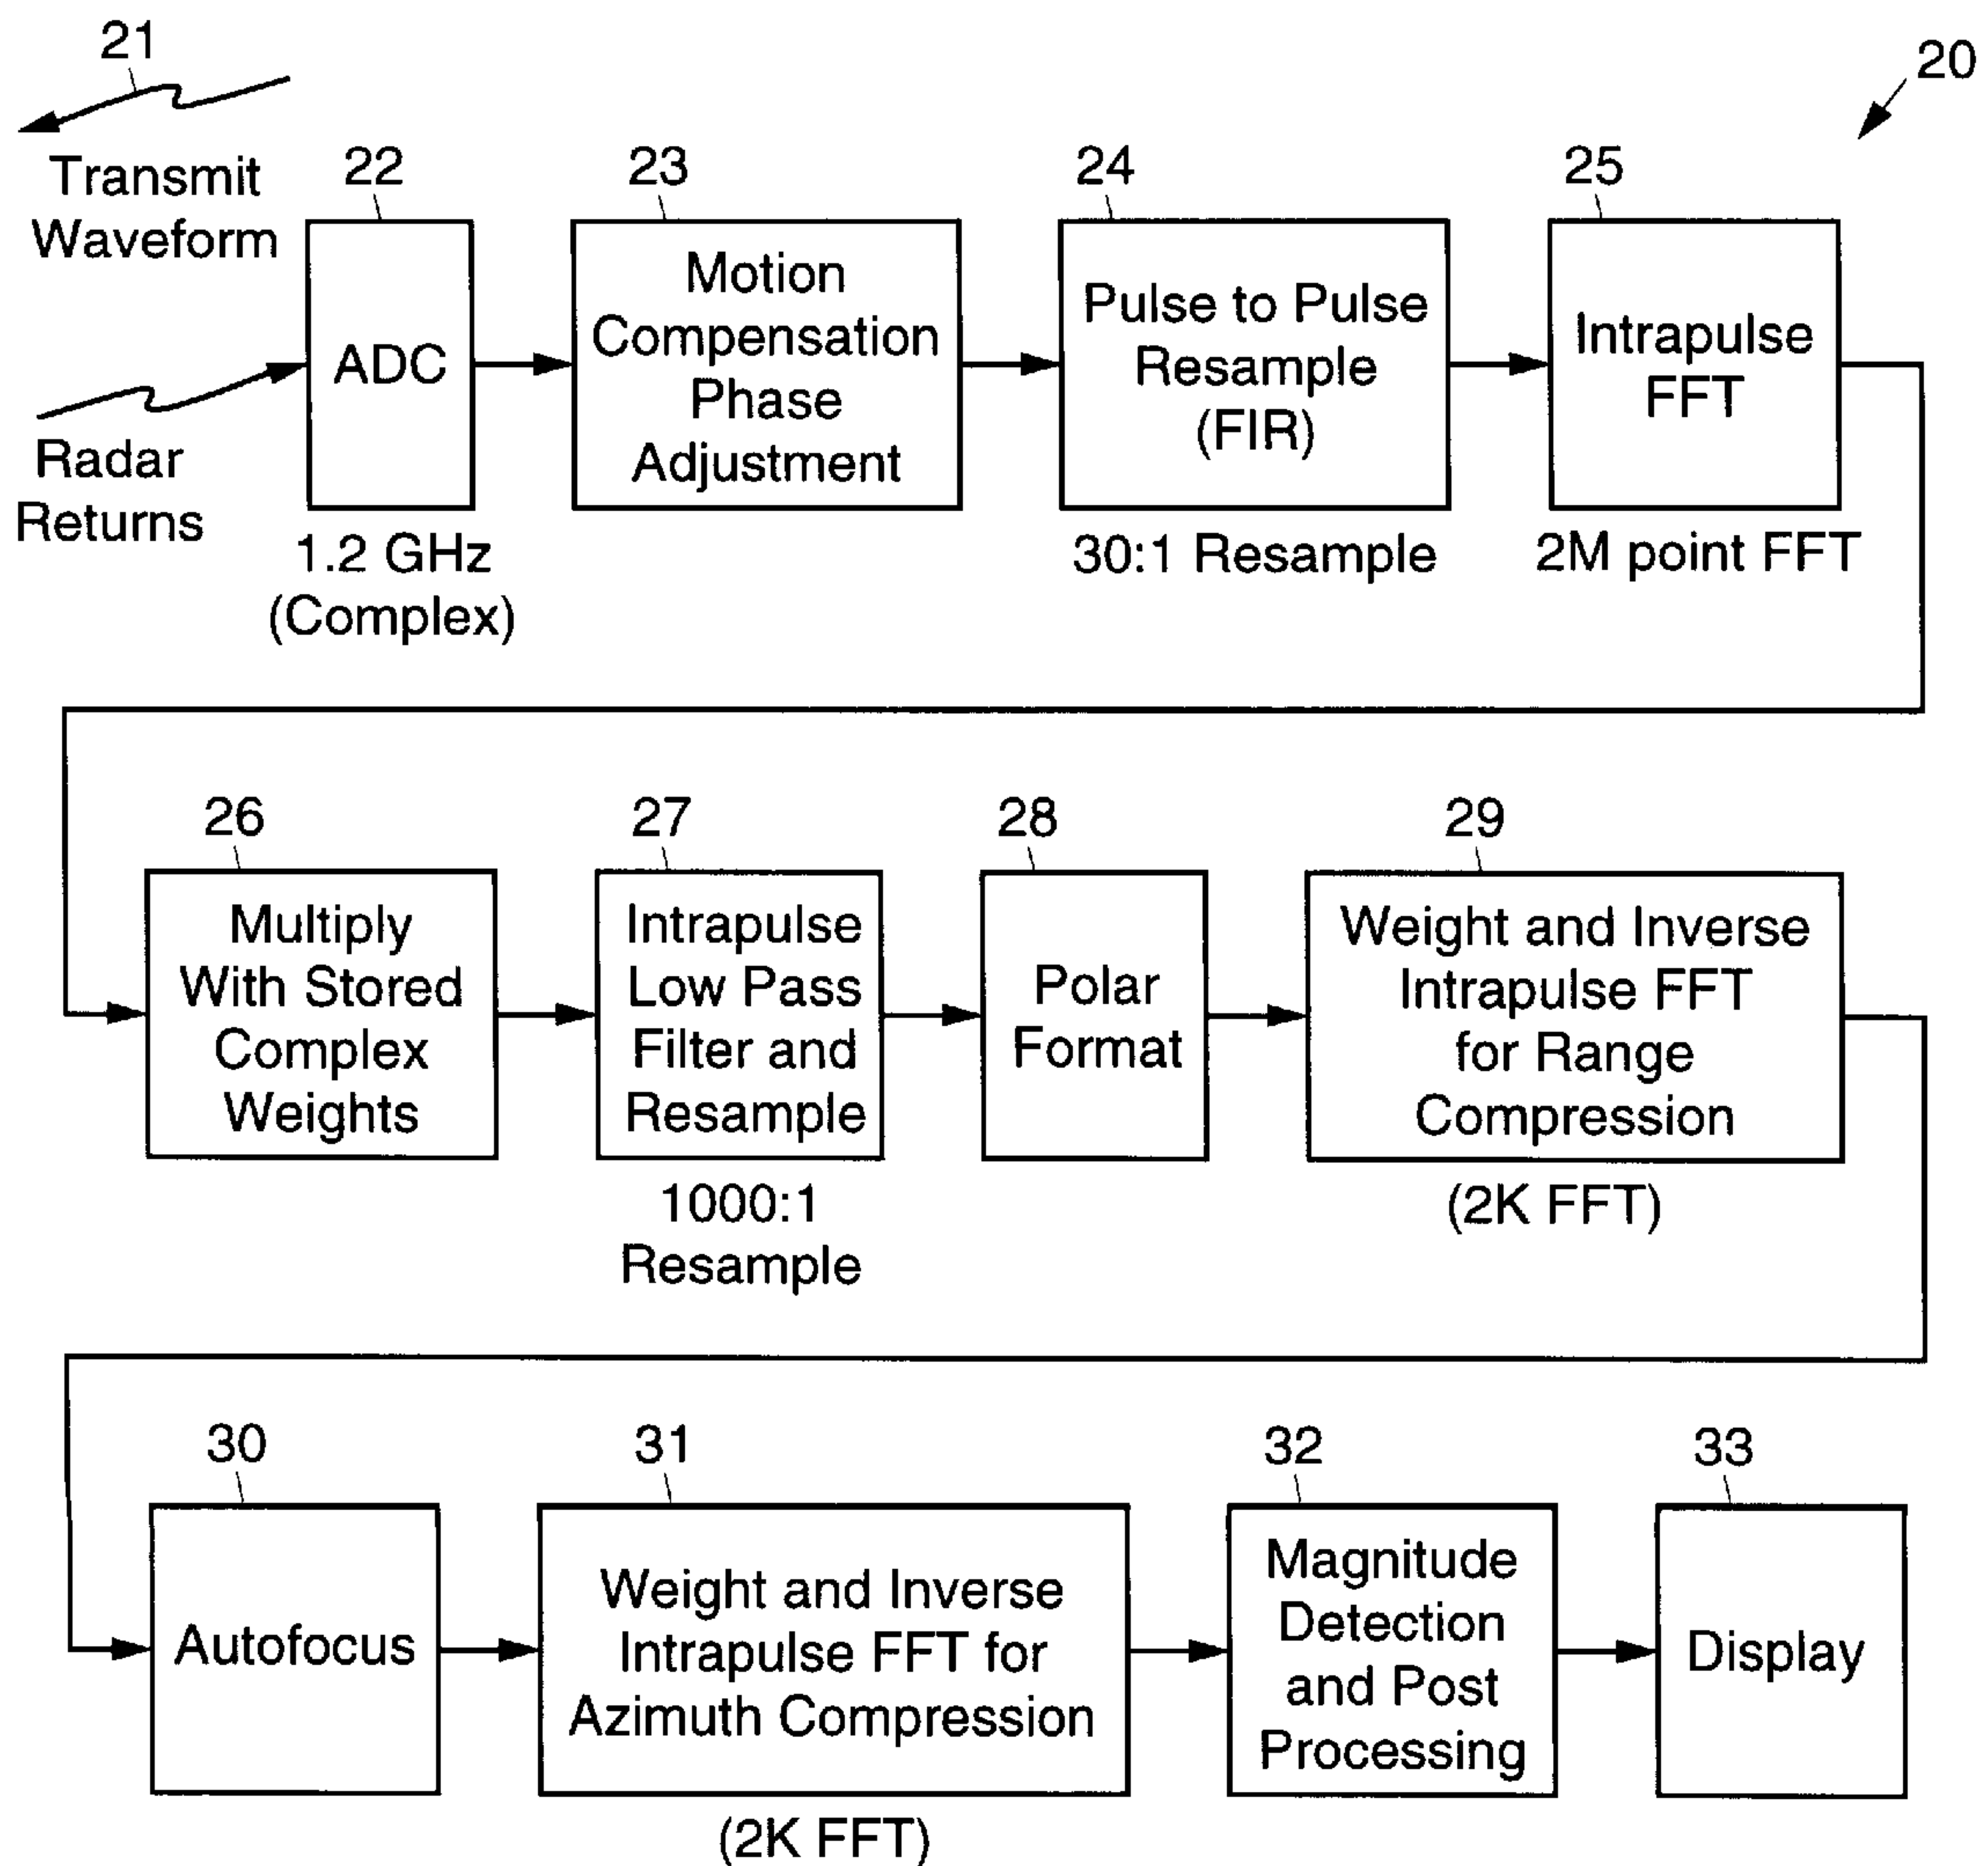 21
20
Transmit
Waveform
Radar
Returns
22
ADC
1.2 GHz
(Complex)
23
Motion
Compensation
Phase
Adjustment
24
Pulse to Pulse
Resample
(FIR)
30:1 Resample
25
Intrapulse
FFT
2M point FFT
26
Multiply
With Stored
Complex
Weights
27
Intrapulse
Low Pass
Filter and
Resample
1000:1
Resample
28
Polar
Format
29
Weight and Inverse
Intrapulse FFT
for Range
Compression
(2K FFT)
30
Autofocus
31
Weight and Inverse
Intrapulse FFT for
Azimuth Compression
(2K FFT)
32
Magnitude
Detection
and Post
Processing
33
Display